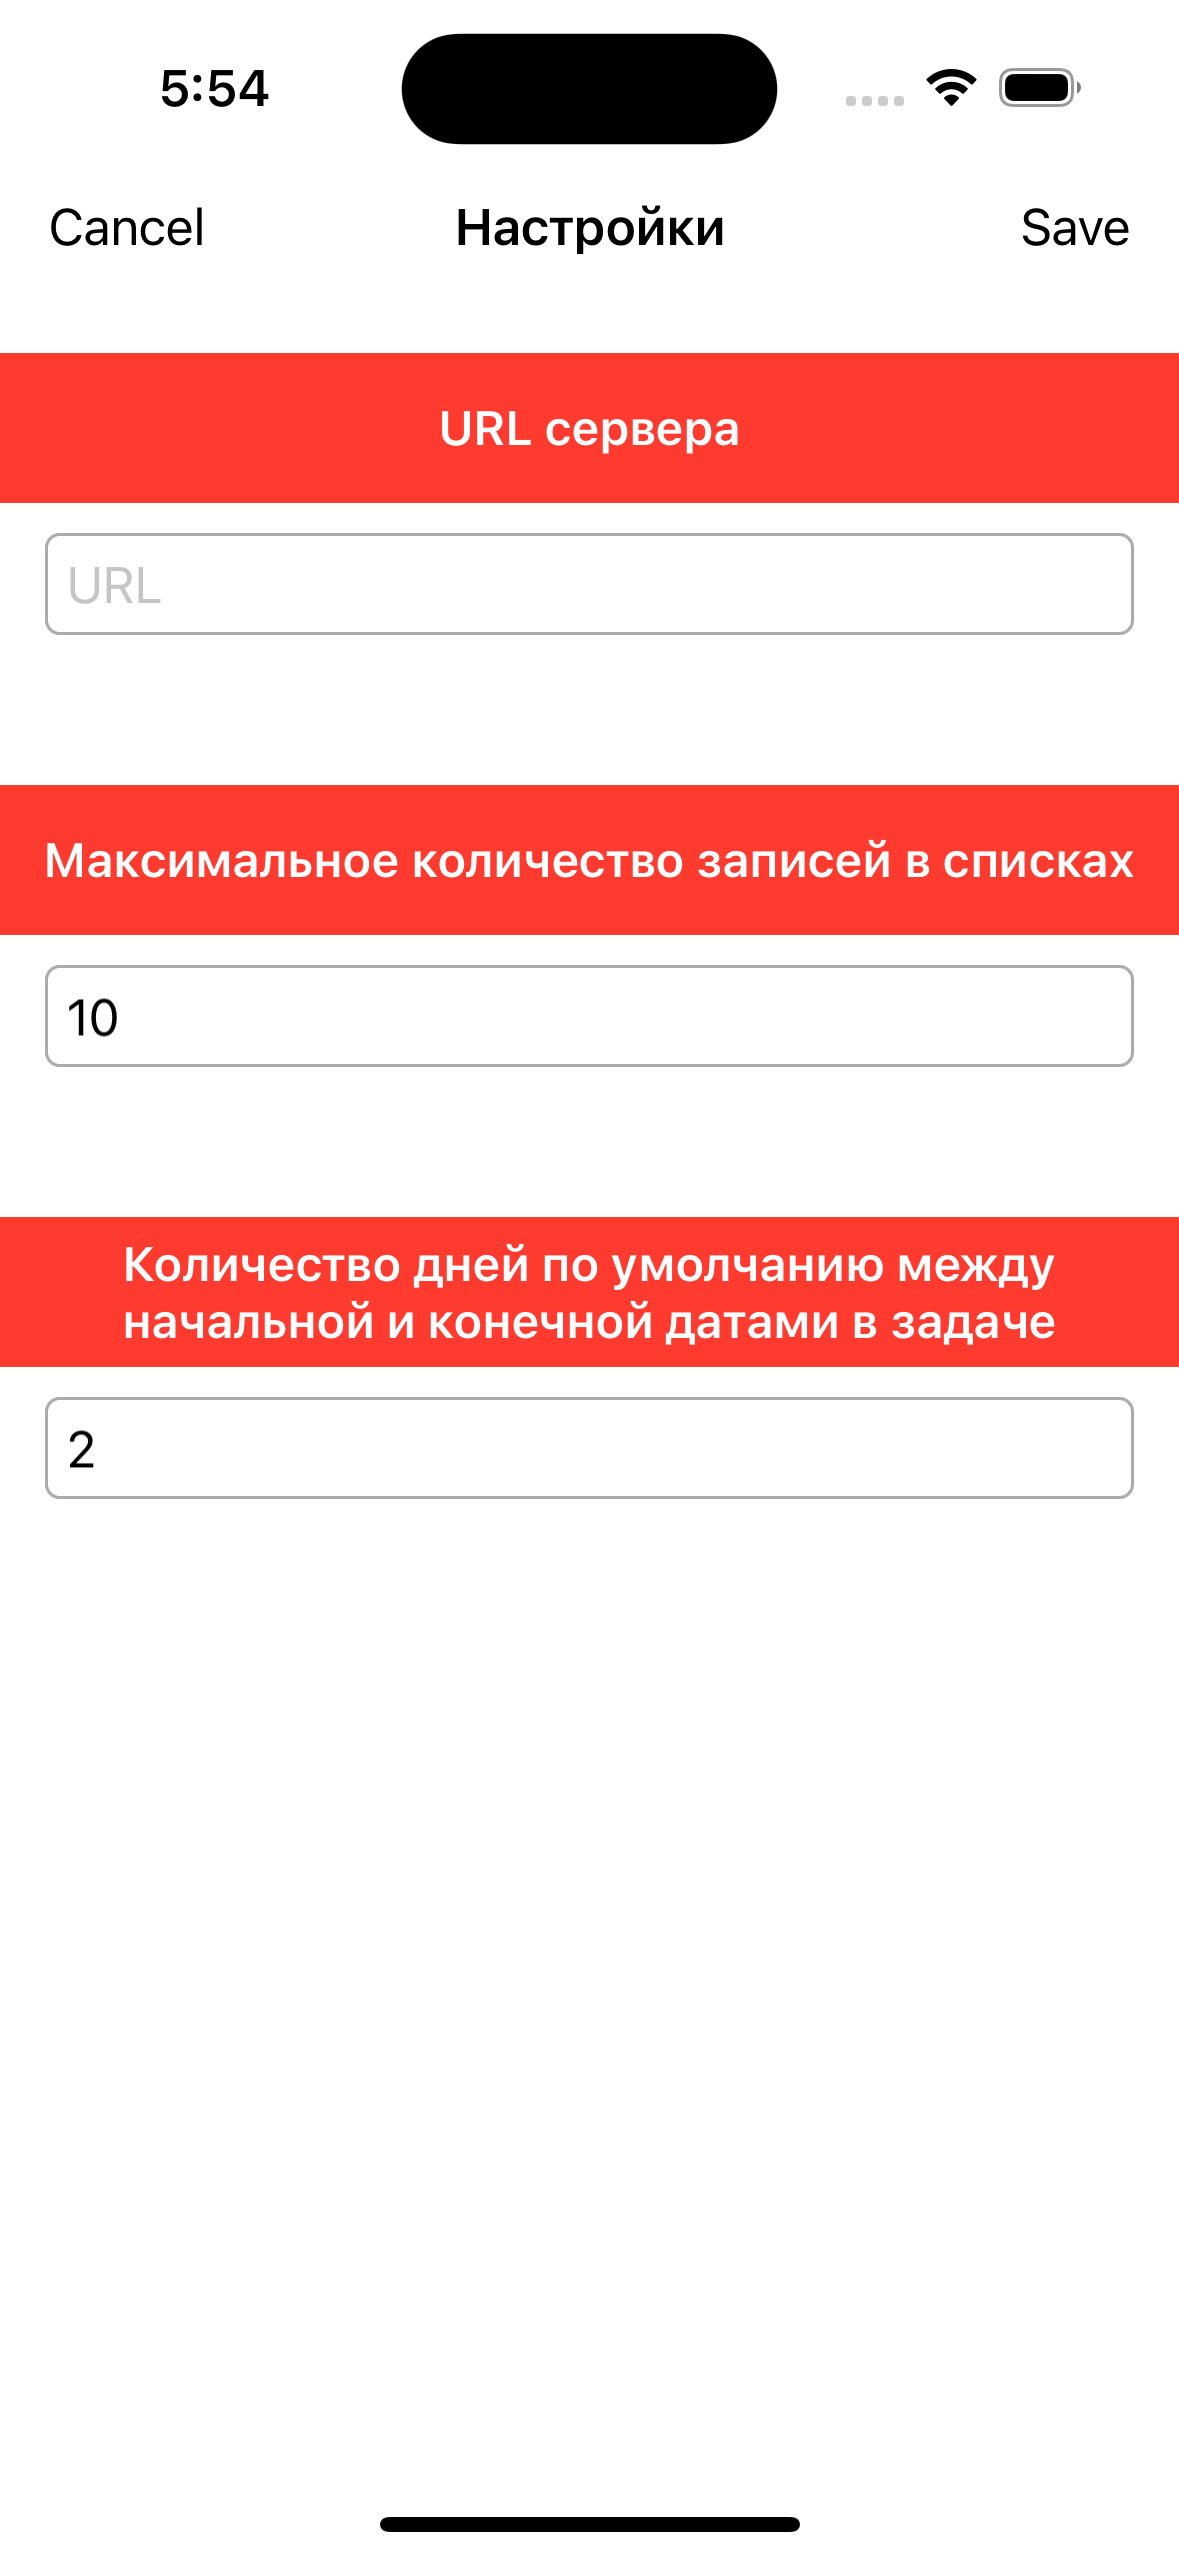 5:54
Cancel Настройки Save
URL сервера
URL
Максимальное количество записей в списках
10
Количество дней по умолчанию между
начальной и конечной датами в задаче
2